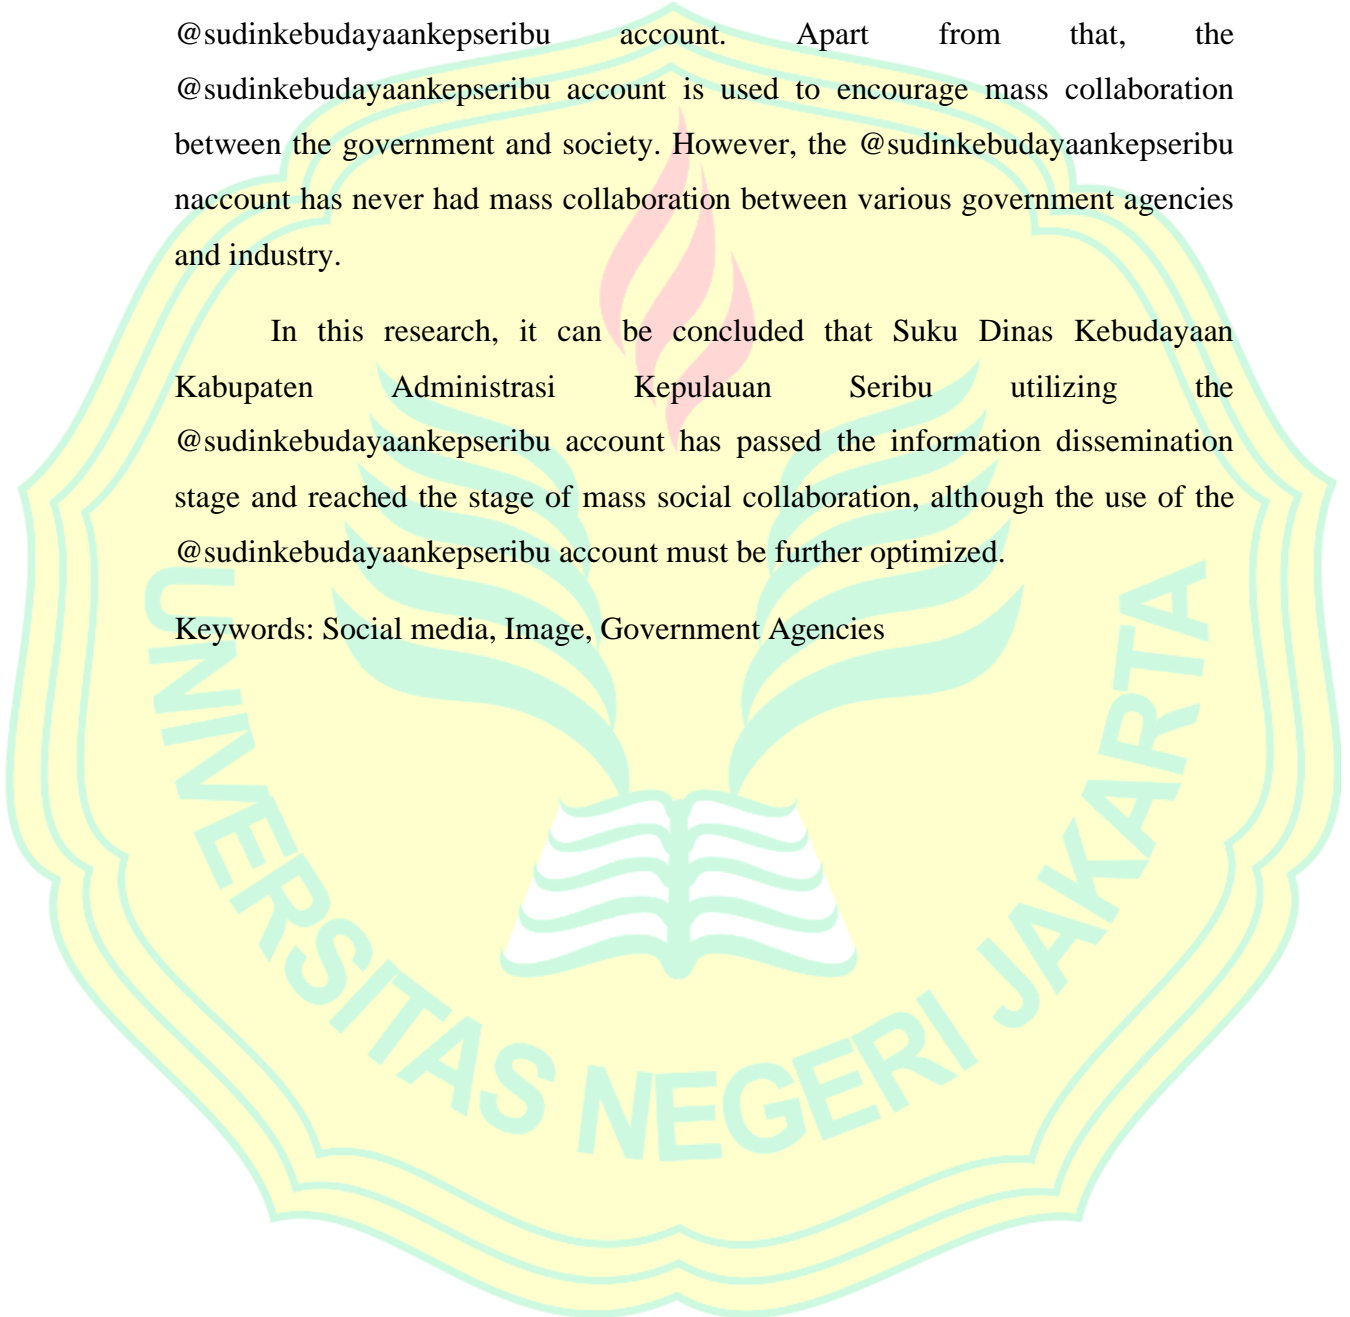 @sudinkebudayaankepseribu account. Apart from that, the
@sudinkebudayaankepseribu account is used to encourage mass collaboration
between the government and society. However, the @sudinkebudayaankepseribu
naccount has never had mass collaboration between various government agencies
and industry.
In this research, it can be concluded that Suku Dinas Kebudayaan
Kabupaten Administrasi Kepulauan Seribu utilizing the
@sudinkebudayaankepseribu account has passed the information dissemination
stage and reached the stage of mass social collaboration, although the use of the
@sudinkebudayaankepseribu account must be further optimized.
Keywords: Social media, Image, Government Agencies
UNIVERSITAS NEGERI JAKARTA